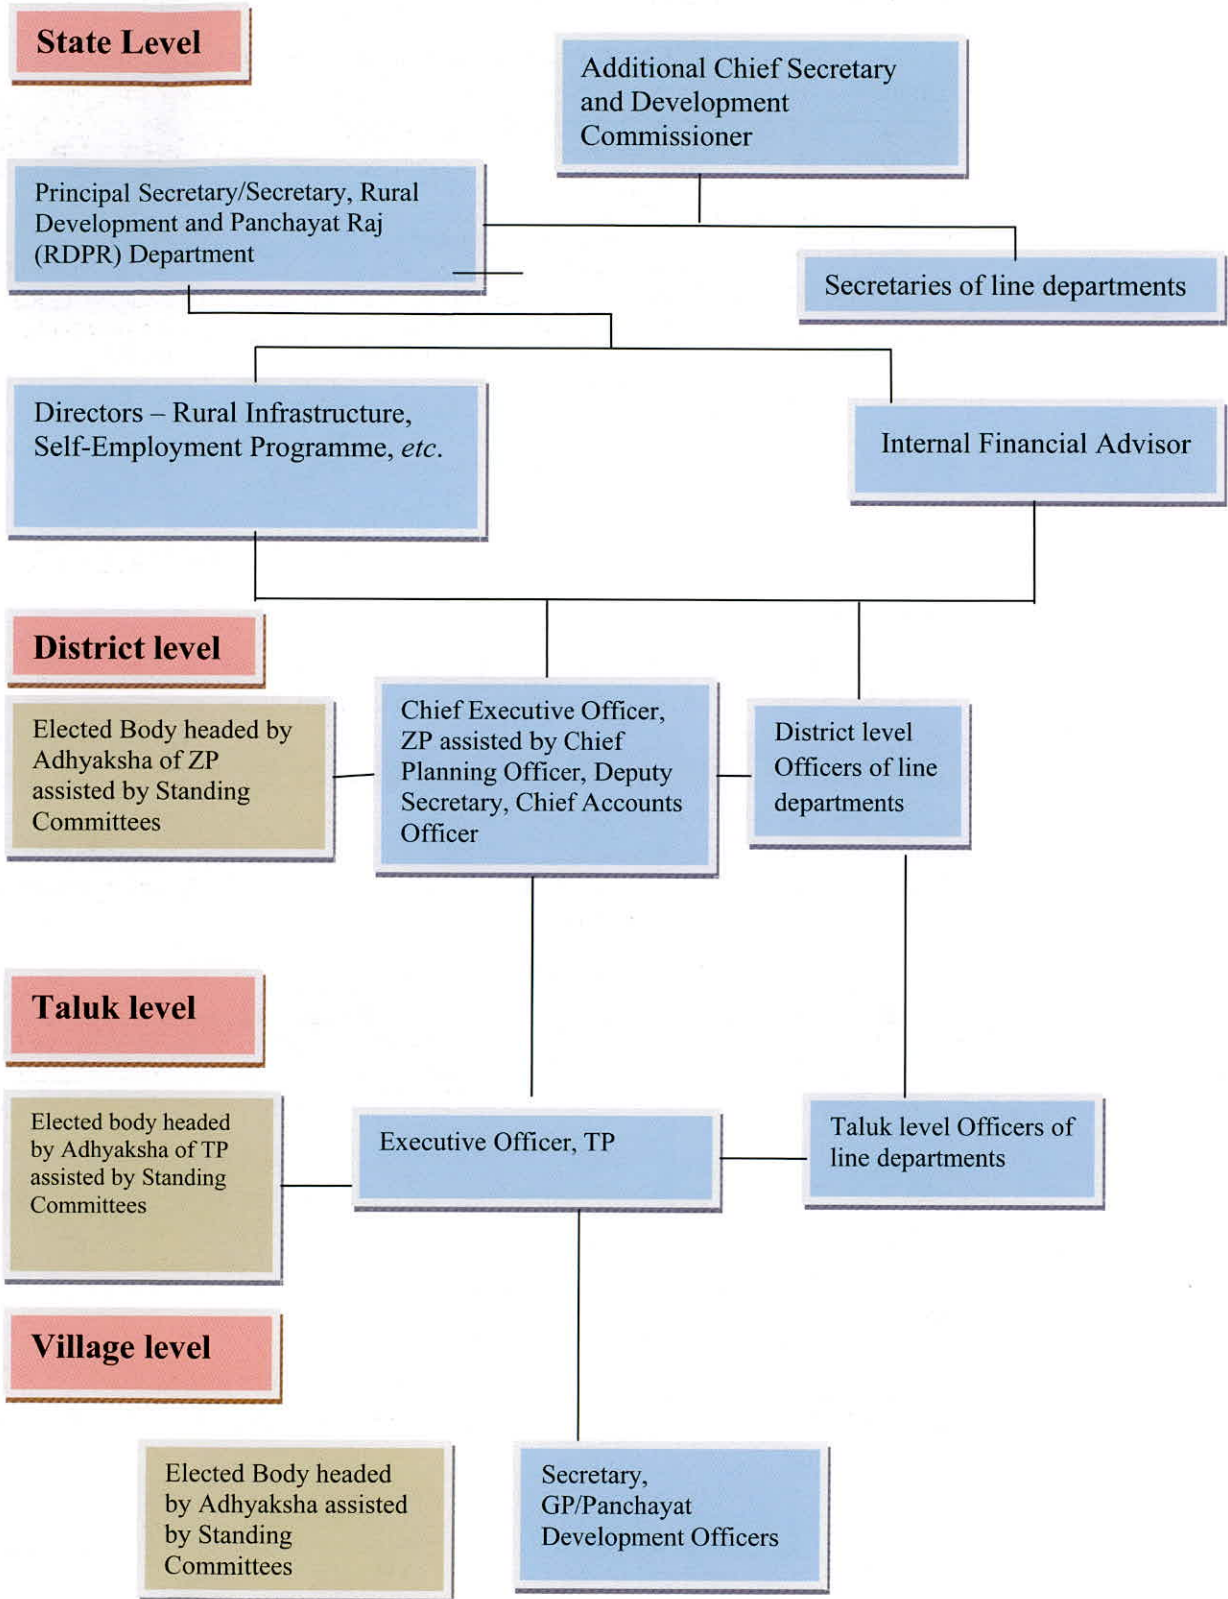 State Level
Additional Chief Secretary
and Development
Commissioner
Principal Secretary/Secretary, Rural
Development and Panchayat Raj
(RDPR) Department
Secretaries of line departments
Directors – Rural Infrastructure,
Self-Employment Programme, etc.
Internal Financial Advisor
District level
Elected Body headed by
Adhyaksha of ZP
assisted by Standing
Committees
Chief Executive Officer,
ZP assisted by Chief
Planning Officer, Deputy
Secretary, Chief Accounts
Officer
District level
Officers of line
departments
Taluk level
Elected body headed
by Adhyaksha of TP
assisted by Standing
Committees
Executive Officer, TP
Taluk level Officers of
line departments
Village level
Elected Body headed
by Adhyaksha assisted
by Standing
Committees
Secretary,
GP/Panchayat
Development Officers